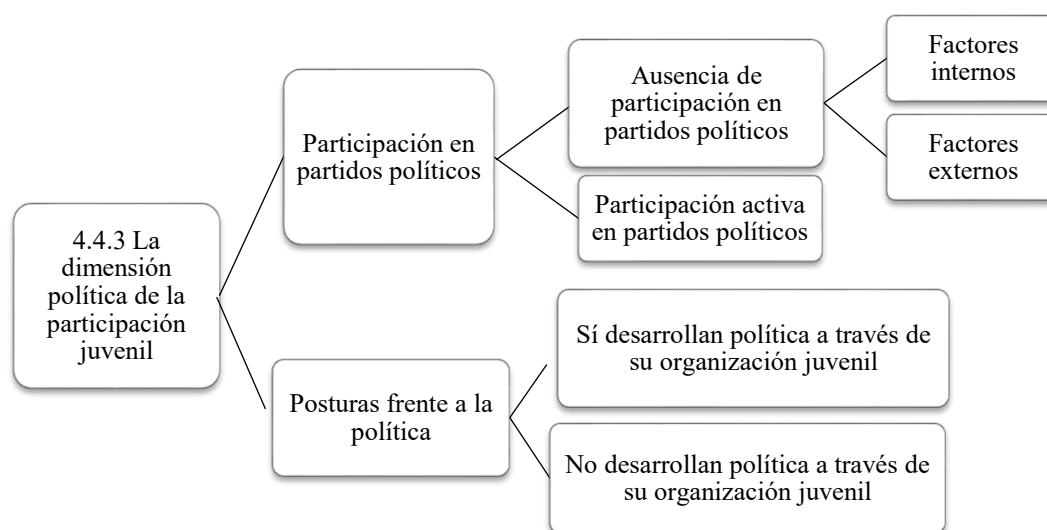 4.4.3 La
dimensión
política de la
participación
juvenil
Participación en
partidos políticos
Ausencia de
participación en
partidos políticos
Factores
internos
Factores
externos
Participación activa
en partidos políticos
Posturas frente a la
política
Sí desarrollan política a través de
su organización juvenil
No desarrollan política a través de
su organización juvenil